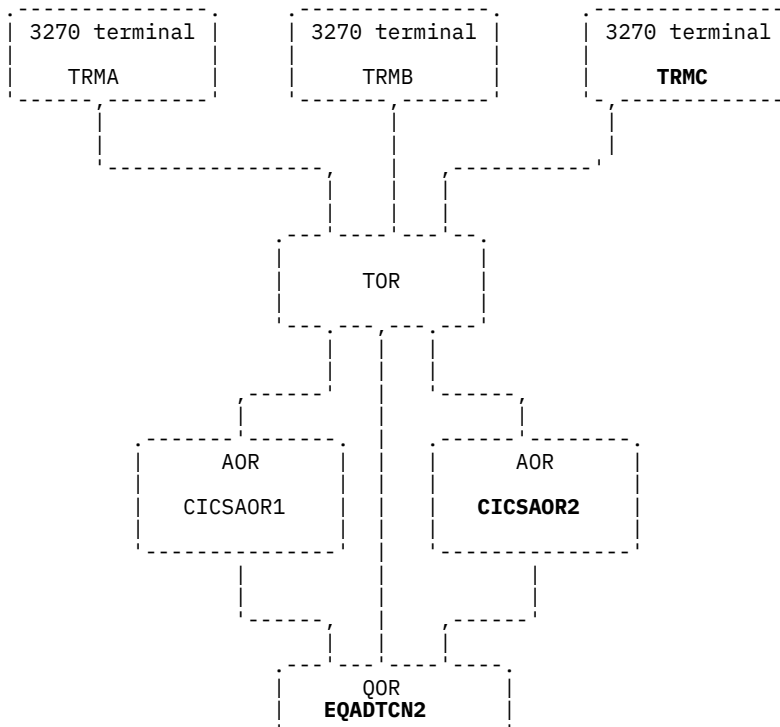 3270 terminal 3270 terminal 3270 terminal
TRMA TRMB TRMC
TOR
AOR AOR
CICSAOR1 CICSAOR2
QOR
EQADTCN2